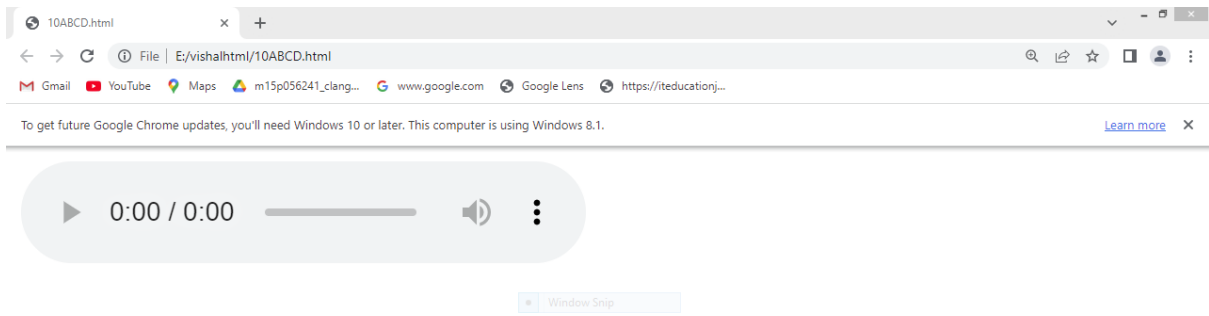 10ABCD.html
File | E:/vishalhtml/10ABCD.html
Gmail YouTube Maps m15p056241_clang... www.google.com Google Lens https://iteducationj...
To get future Google Chrome updates, you'll need Windows 10 or later. This computer is using Windows 8.1. Learn more
0:00 / 0:00
Window Snip